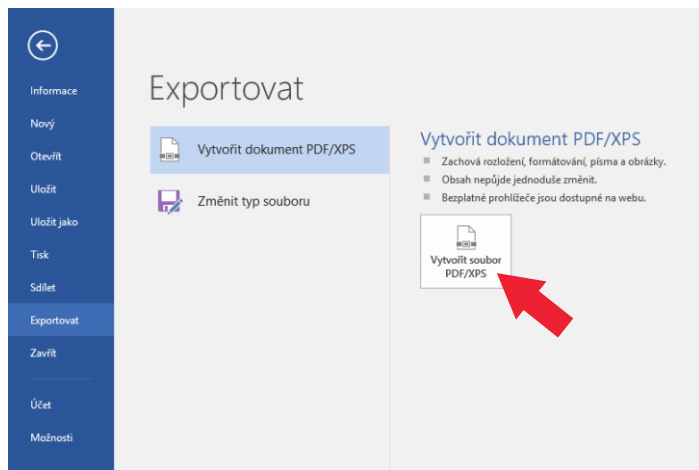 Informace
Nový
Otevřít
Uložit
Uložit jako
Tisk
Sdílet
Exportovat
Zavřít
Účet
Možnosti
Exportovat
Vytvořit dokument PDF/XPS
Změnit typ souboru
Vytvořit dokument PDF/XPS
Zachová rozložení, formátování, písma a obrázky.
Obsah nepůjde jednoduše změnit.
Bezplatné prohlížeče jsou dostupné na webu.
Vytvořit soubor
PDF/XPS